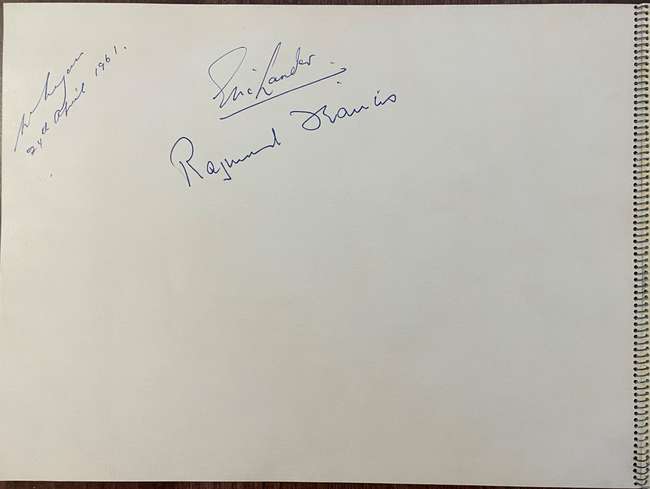 24th April 1961.
Eric Lander.
Raymond Francis